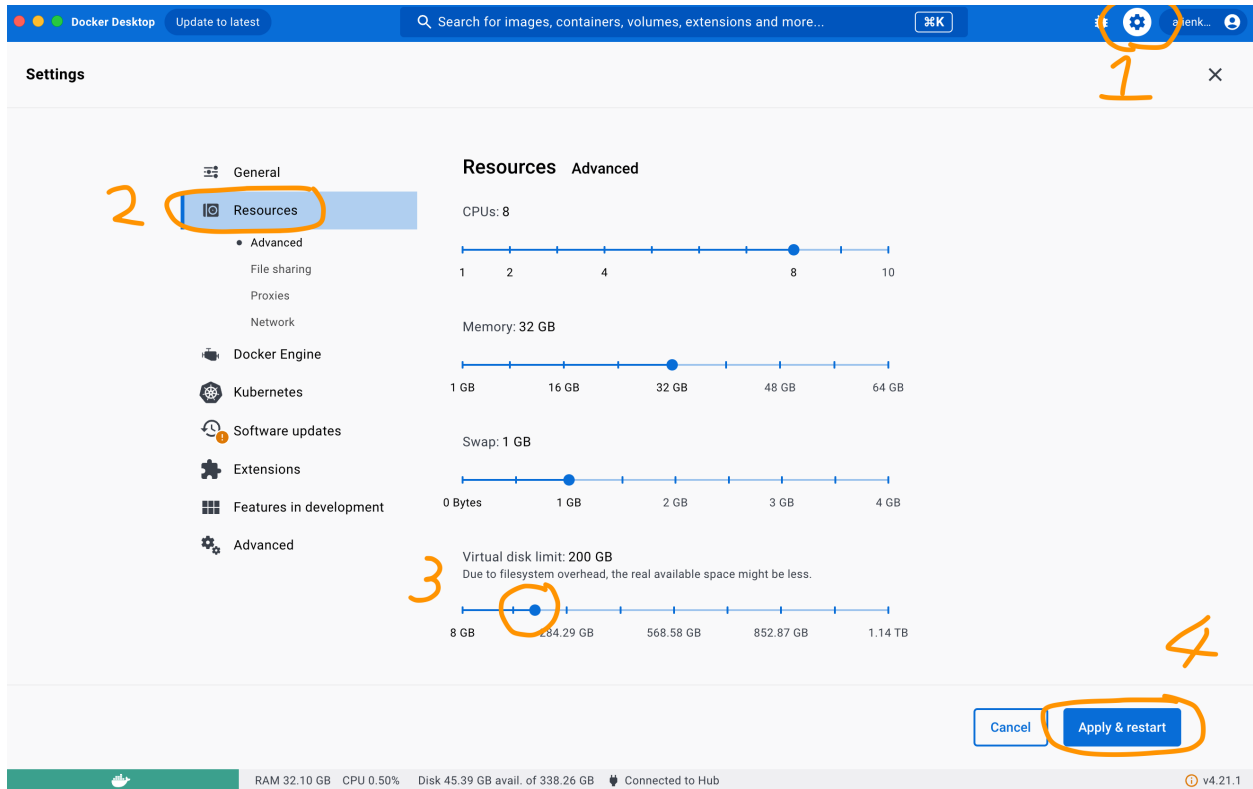 Docker Desktop Update to latest Search for images, containers, volumes, extensions and more... ⌘K
1
Settings
2
General
Resources
Advanced
File sharing
Proxies
Network
Docker Engine
Kubernetes
Software updates
Extensions
Features in development
Advanced
Resources Advanced
CPUs: 8
1 2 4 8 10
Memory: 32 GB
1 GB 16 GB 32 GB 48 GB 64 GB
Swap: 1 GB
0 Bytes 1 GB 2 GB 3 GB 4 GB
3
Virtual disk limit: 200 GB
Due to filesystem overhead, the real available space might be less.
8 GB 284.29 GB 568.58 GB 852.87 GB 1.14 TB
4
Cancel Apply & restart
RAM 32.10 GB CPU 0.50% Disk 45.39 GB avail. of 338.26 GB Connected to Hub v4.21.1